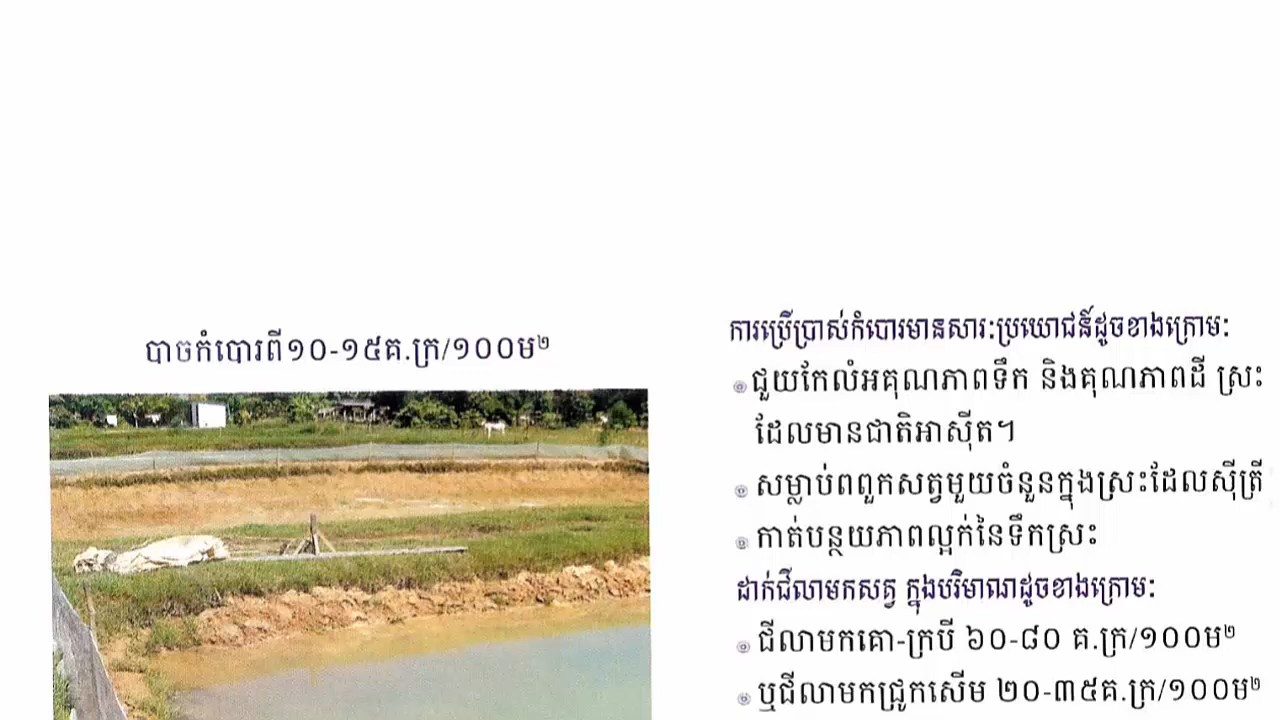 បាចកំបោរពី១០-១៥គ.ក្រ/១០០ម²
ការប្រើប្រាស់កំបោរមានសារៈប្រយោជន៍ដូចខាងក្រោមៈ
ជួយកែលំអគុណភាពទឹក និងគុណភាពដី ស្រះ
ដែលមានជាតិអាស៊ីត។
សម្លាប់ពពួកសត្វមួយចំនួនក្នុងស្រះដែលស៊ីត្រី
កាត់បន្ថយភាពល្អក់នៃទឹកស្រះ
ដាក់ជីលាមកសត្វ ក្នុងបរិមាណដូចខាងក្រោមៈ
ជីលាមកគោ-ក្របី ៦០-៨០ គ.ក្រ/១០០ម²
ឬជីលាមកជ្រូកសើម ២០-៣៥គ.ក្រ/១០០ម²